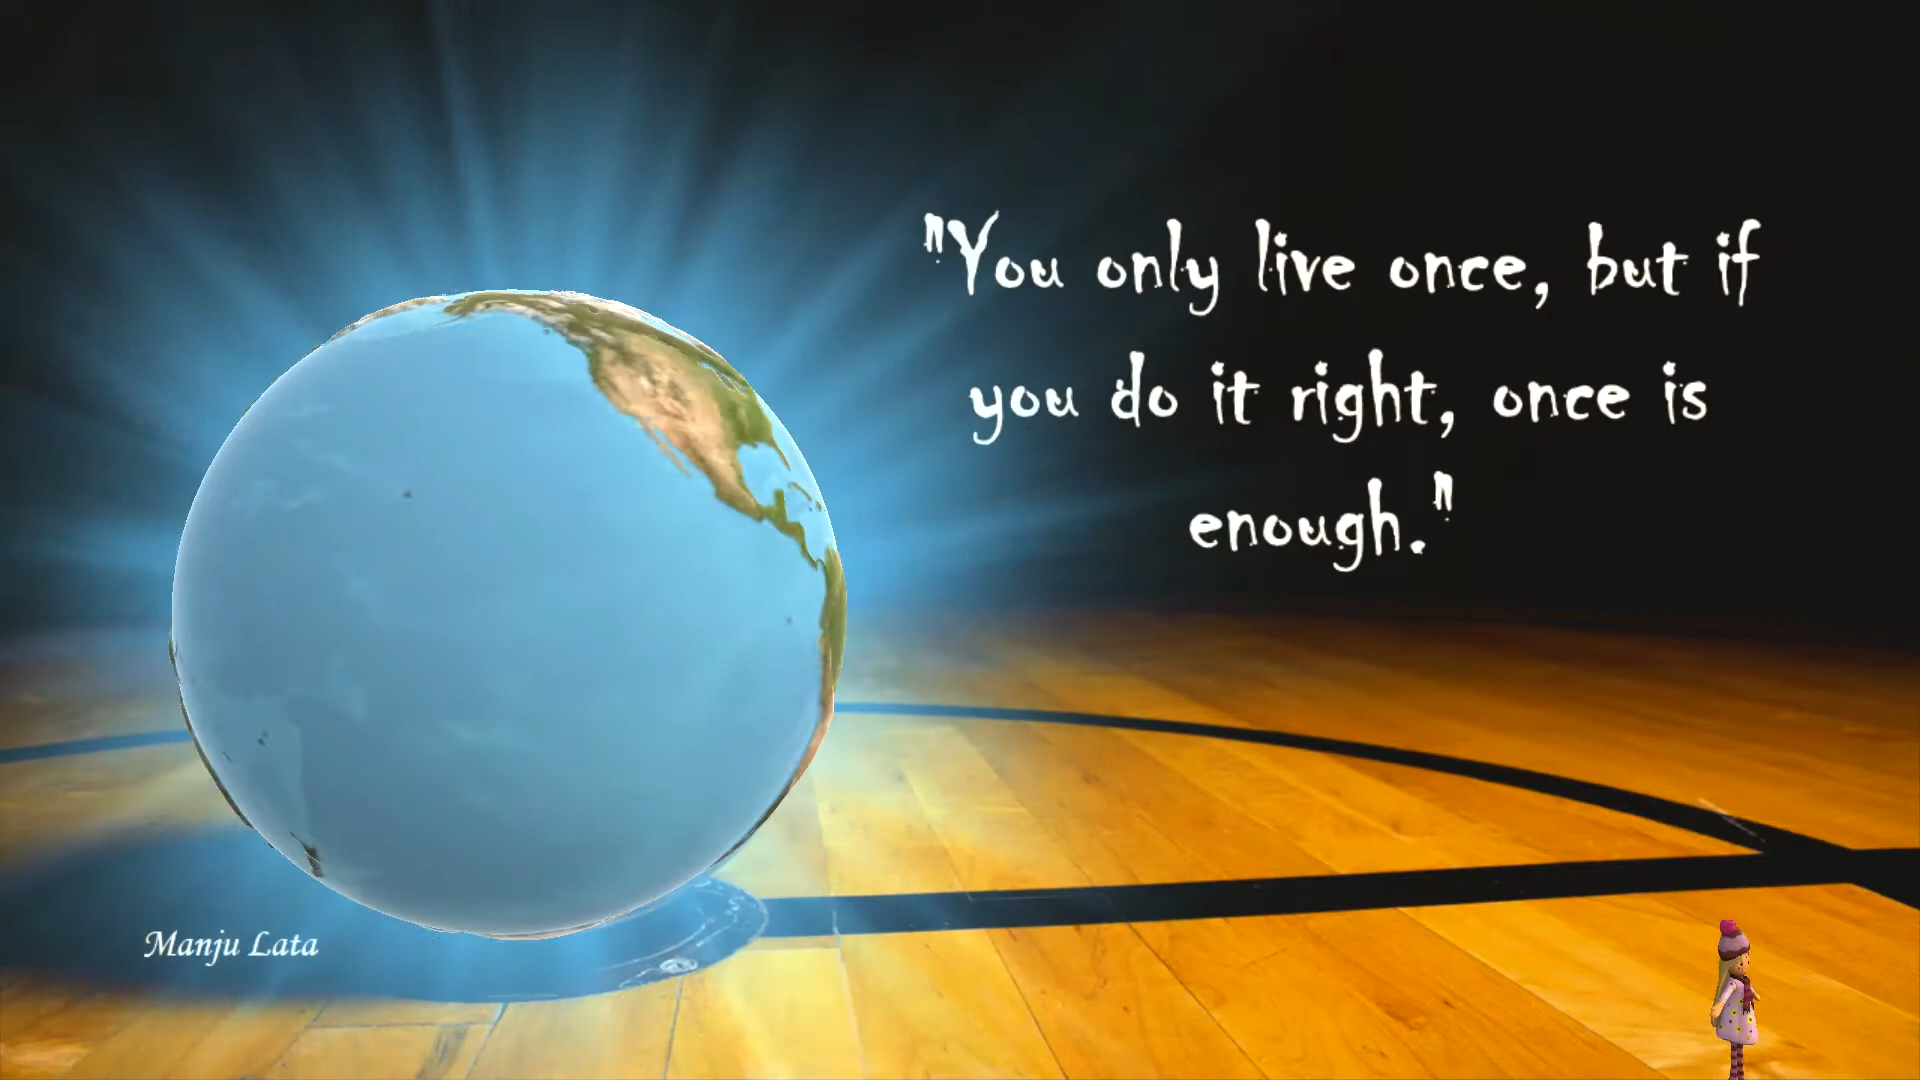 "You only live once, but if
you do it right, once is
enough."
Manju Lata